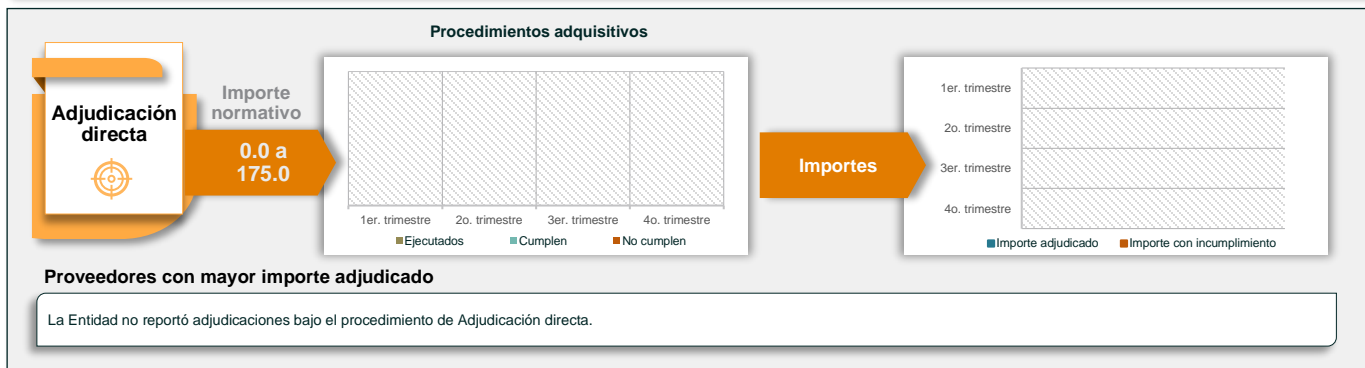 Procedimientos adquisitivos
Adjudicación
directa
Importe
normativo
0.0 a
175.0
1er. trimestre
2o. trimestre
3er. trimestre
4o. trimestre
Ejecutados
Cumplen
No cumplen
Importes
1er. trimestre
2o. trimestre
3er. trimestre
4o. trimestre
Importe adjudicado
Importe con incumplimiento
Proveedores con mayor importe adjudicado
La Entidad no reportó adjudicaciones bajo el procedimiento de Adjudicación directa.